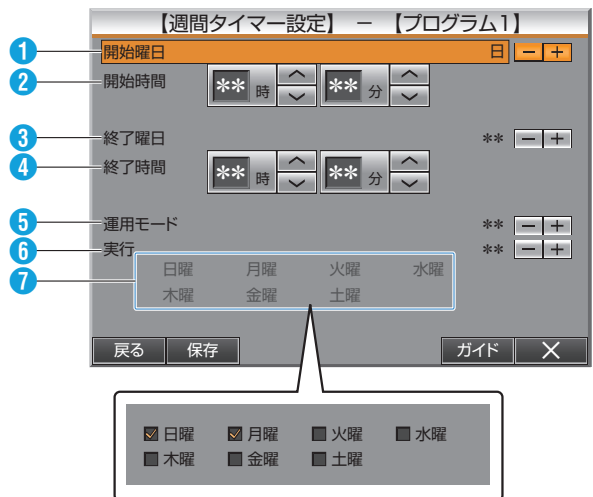 【週間タイマー設定】 － 【プログラム1】
1 開始曜日 日 － ＋
2 開始時間 ** 時 ** 分
3 終了曜日 ** － ＋
4 終了時間 ** 時 ** 分
5 運用モード ** － ＋
6 実行 ** － ＋
7 日曜 月曜 火曜 水曜
木曜 金曜 土曜
戻る 保存 ガイド ×
日曜 月曜 火曜 水曜
木曜 金曜 土曜